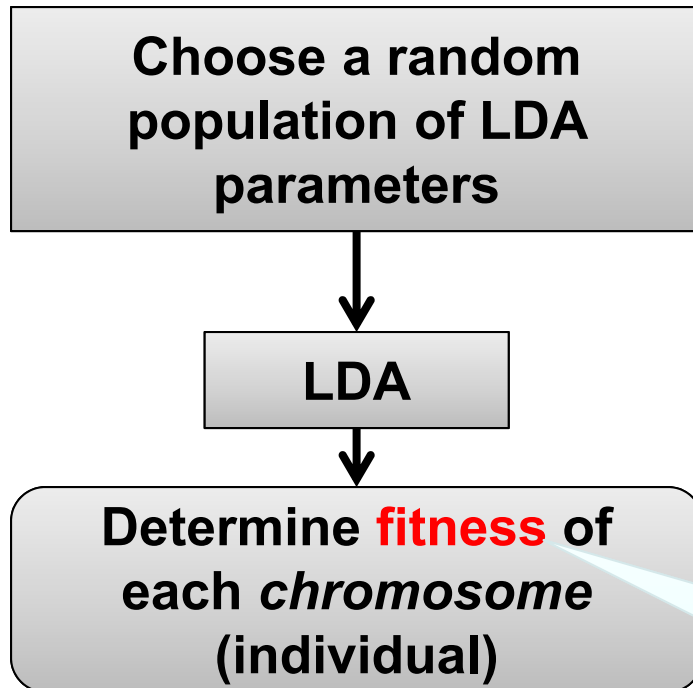 Choose a random
population of LDA
parameters
LDA
Determine fitness of
each chromosome
(individual)